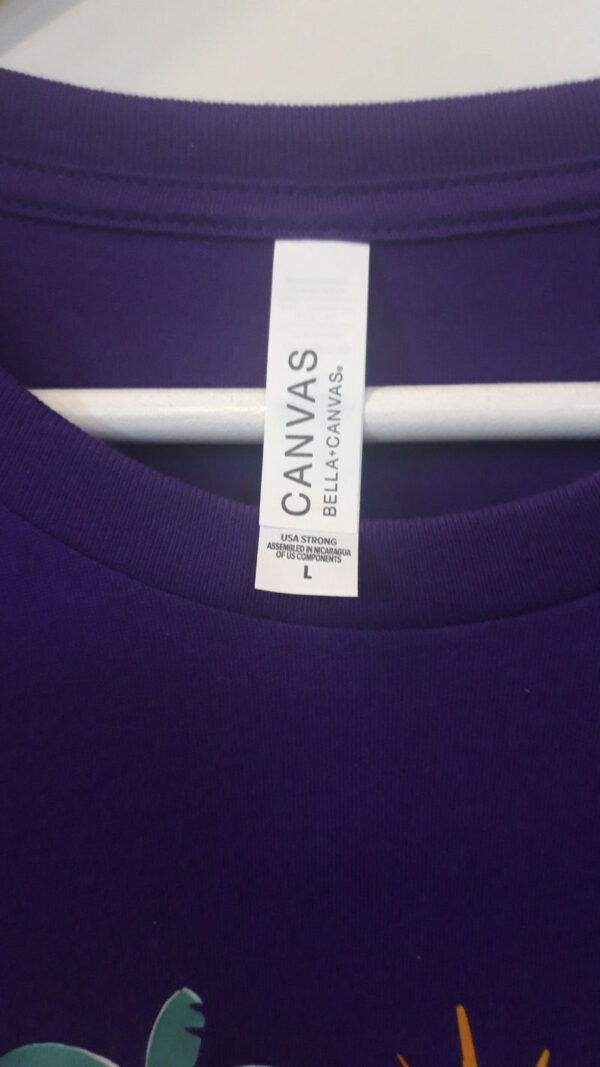 CANVAS
BELLA+CANVAS®
USA STRONG
ASSEMBLED IN NICARAGUA
OF US COMPONENTS
L